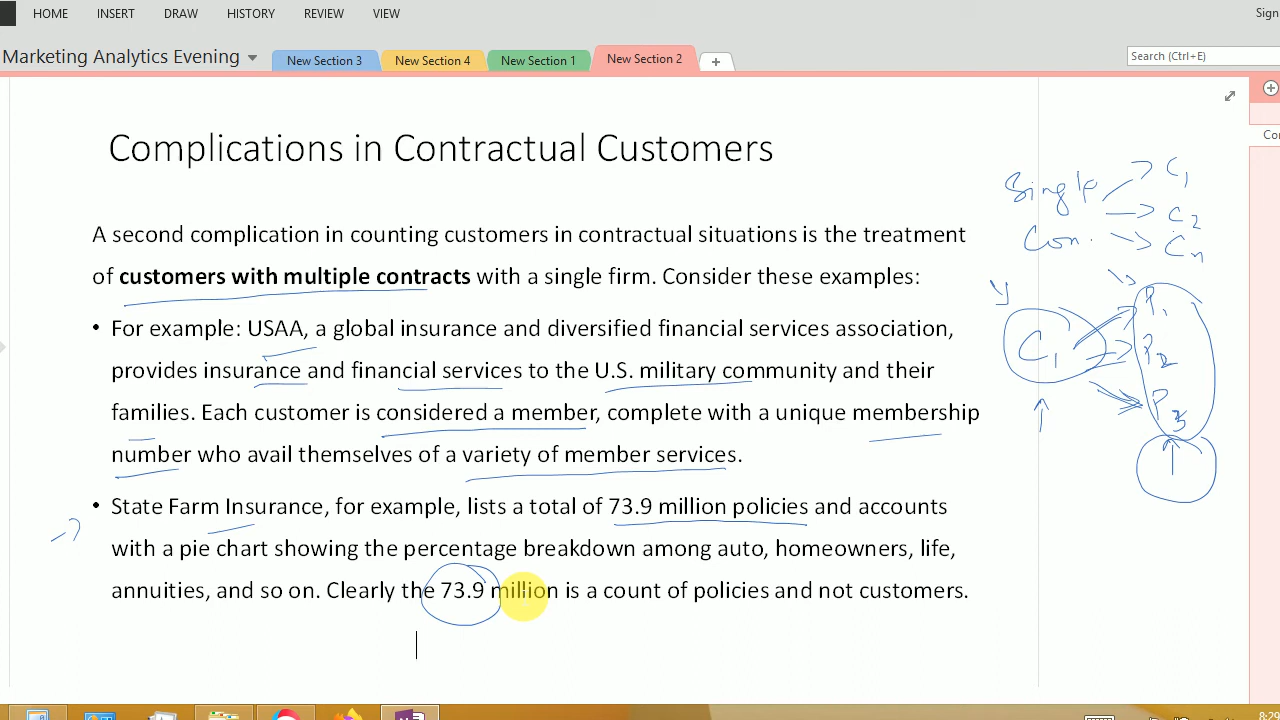 HOME INSERT DRAW HISTORY REVIEW VIEW
Sign
Marketing Analytics Evening
New Section 3
New Section 4
New Section 1
New Section 2
Search (Ctrl+E)
Complications in Contractual Customers
A second complication in counting customers in contractual situations is the treatment
of customers with multiple contracts with a single firm. Consider these examples:
• For example: USAA, a global insurance and diversified financial services association,
provides insurance and financial services to the U.S. military community and their
families. Each customer is considered a member, complete with a unique membership
number who avail themselves of a variety of member services.
• State Farm Insurance, for example, lists a total of 73.9 million policies and accounts
with a pie chart showing the percentage breakdown among auto, homeowners, life,
annuities, and so on. Clearly the 73.9 million is a count of policies and not customers.
Single
Con.
C1
C2
Cn
y
C1
P1
P2
P3
8:29